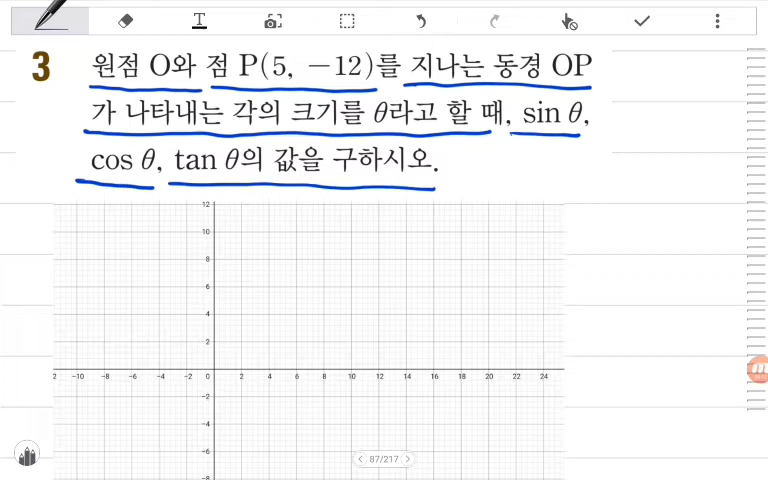 T
3 원점 O와 점 P(5, −12)를 지나는 동경 OP
가 나타내는 각의 크기를 θ라고 할 때, sin θ,
cos θ, tan θ의 값을 구하시오.
12
10
8
6
4
2
2 −10 −8 −6 −4 −2 0 2 4 6 8 10 12 14 16 18 20 22 24
−2
−4
−6
−8
87/217